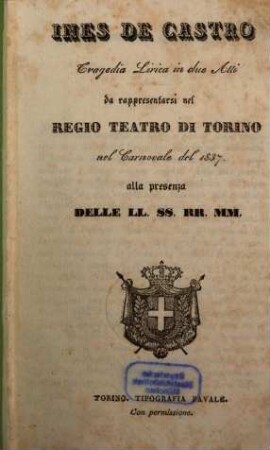 INES DE CASTRO
Tragedia Lirica in due Atti
da rappresentarsi nel
REGIO TEATRO DI TORINO
nel Carnovale del 1837.
alla presenza
DELLE LL. SS. RR. MM.
TORINO. TIPOGRAFIA FAVALE.
Con permissione.